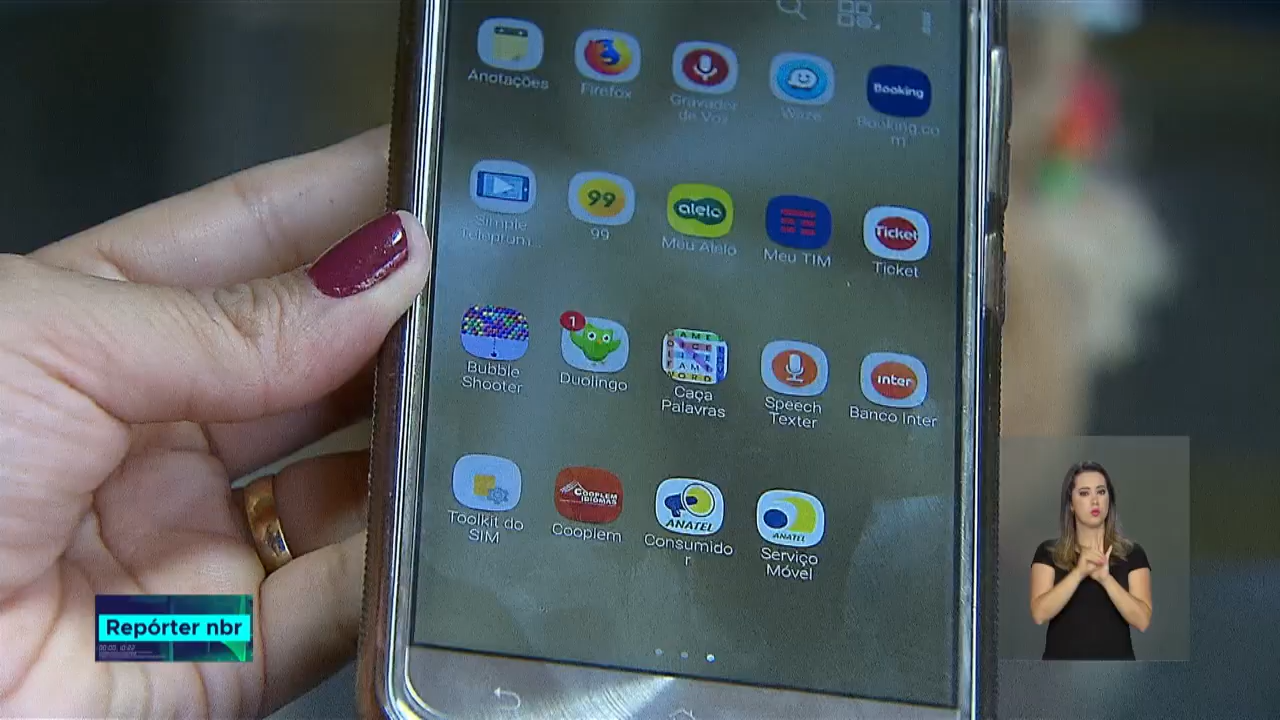 Anotações
Firefox
Gravador
de Voz
Waze
Booking
Booking.co
m
Simple
Teleprom...
99
99
alelo
Meu Alelo
Meu TIM
Ticket
Ticket
Bubble
Shooter
1
Duolingo
Caça
Palavras
Speech
Texter
inter
Banco Inter
Toolkit do
SIM
COOPLEM
IDIOMAS
Cooplem
ANATEL
Consumido
r
ANATEL
Serviço
Móvel
Repórter nbr